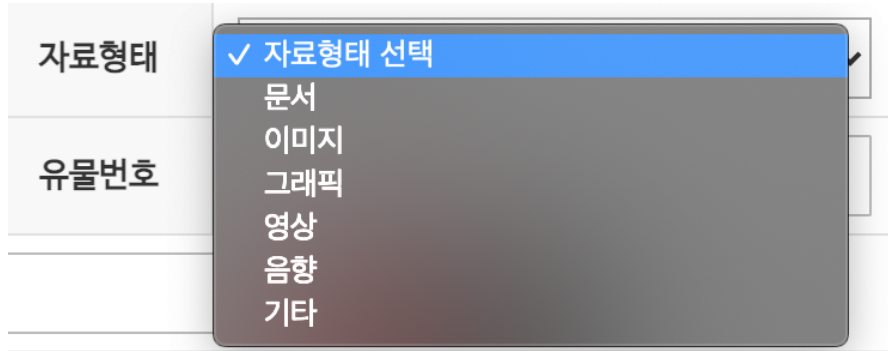 자료형태
✓ 자료형태 선택
문서
이미지
유물번호
그래픽
영상
음향
기타